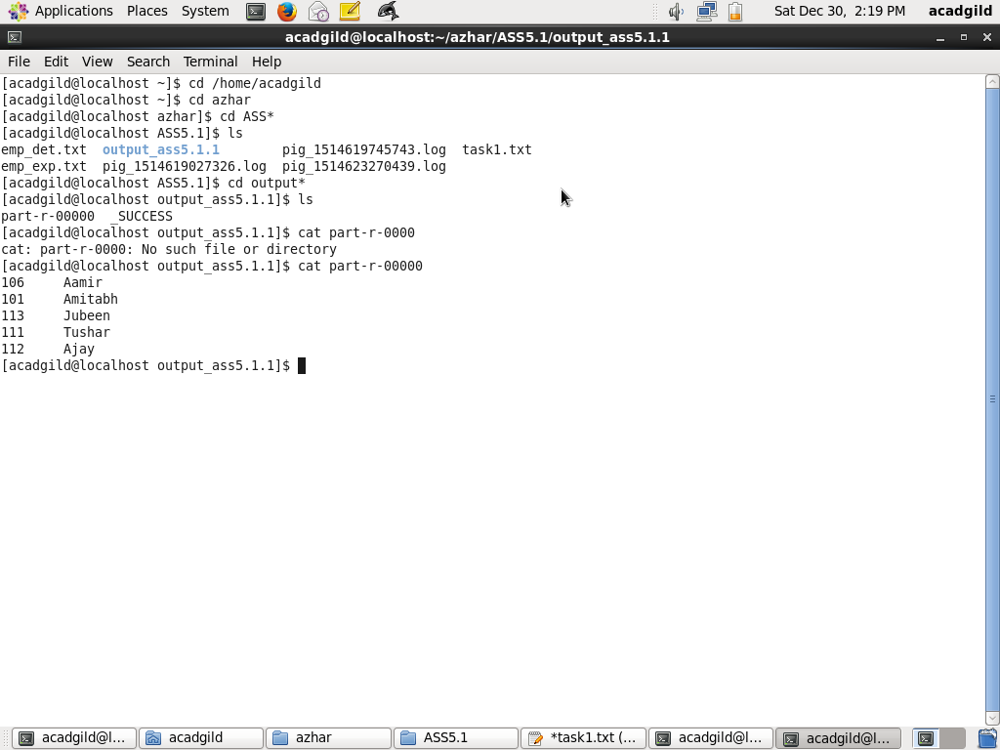 Applications Places System Sat Dec 30, 2:19 PM acadgild
acadgild@localhost:~/azhar/ASS5.1/output_ass5.1.1
File Edit View Search Terminal Help
[acadgild@localhost ~]$ cd /home/acadgild
[acadgild@localhost ~]$ cd azhar
[acadgild@localhost azhar]$ cd ASS*
[acadgild@localhost ASS5.1]$ ls
emp_det.txt  output_ass5.1.1        pig_1514619745743.log  task1.txt
emp_exp.txt  pig_1514619027326.log  pig_1514623270439.log
[acadgild@localhost ASS5.1]$ cd output*
[acadgild@localhost output_ass5.1.1]$ ls
part-r-00000  _SUCCESS
[acadgild@localhost output_ass5.1.1]$ cat part-r-0000
cat: part-r-0000: No such file or directory
[acadgild@localhost output_ass5.1.1]$ cat part-r-00000
106     Aamir
101     Amitabh
113     Jubeen
111     Tushar
112     Ajay
[acadgild@localhost output_ass5.1.1]$
acadgild@l... acadgild azhar ASS5.1 *task1.txt (... acadgild@l... acadgild@l...